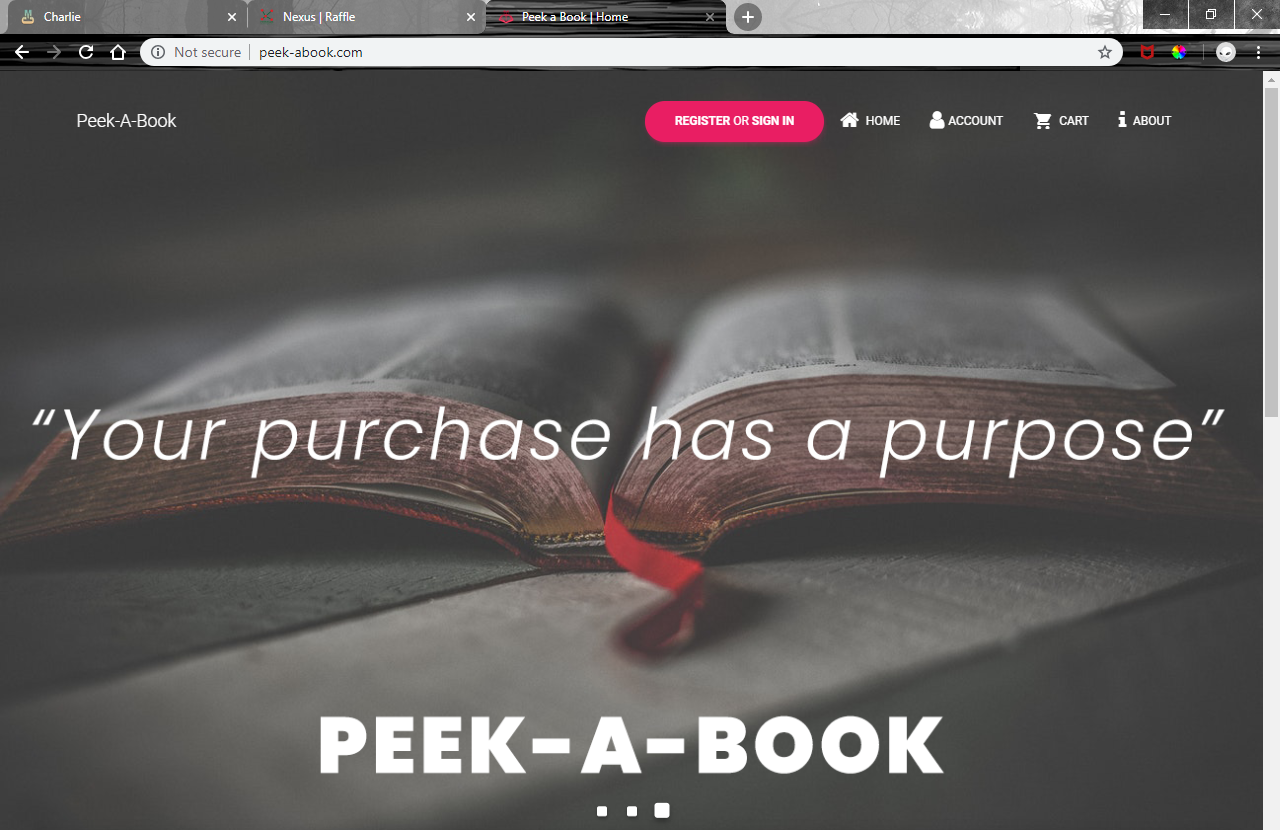 Charlie
Nexus | Raffle
Peek a Book | Home
Not secure | peek-abook.com
Peek-A-Book
REGISTER OR SIGN IN
HOME
ACCOUNT
CART
ABOUT
“Your purchase has a purpose”
PEEK-A-BOOK